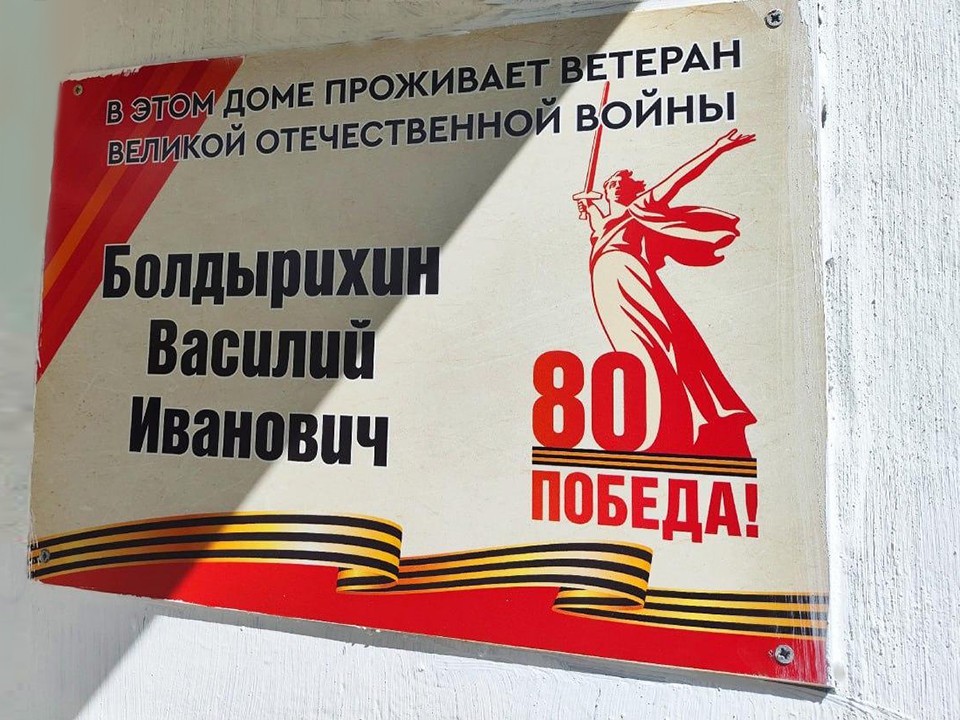 В ЭТОМ ДОМЕ ПРОЖИВАЕТ ВЕТЕРАН
ВЕЛИКОЙ ОТЕЧЕСТВЕННОЙ ВОЙНЫ
Болдырихин
Василий
Иванович
80
ПОБЕДА!